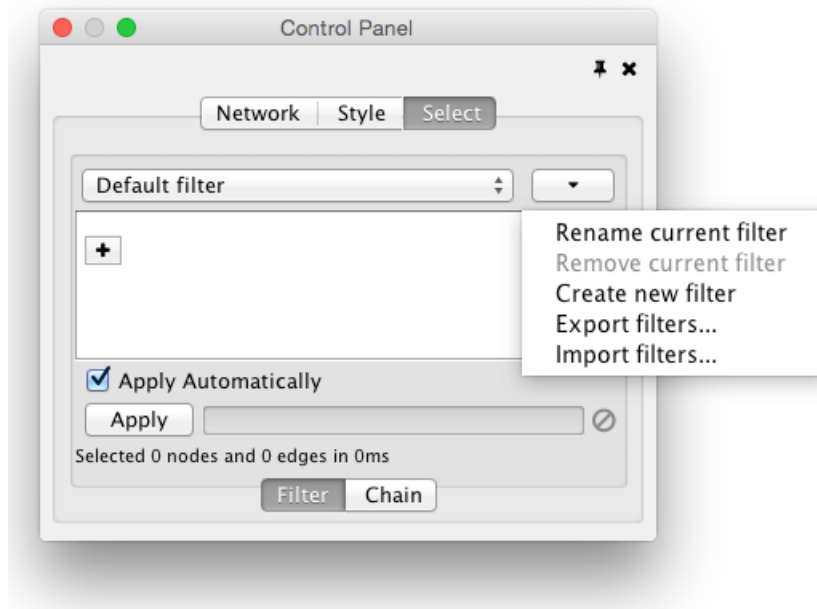 Control Panel
Network Style Select
Default filter
Rename current filter
Remove current filter
Create new filter
Export filters...
Import filters...
Apply Automatically
Apply
Selected 0 nodes and 0 edges in 0ms
Filter Chain